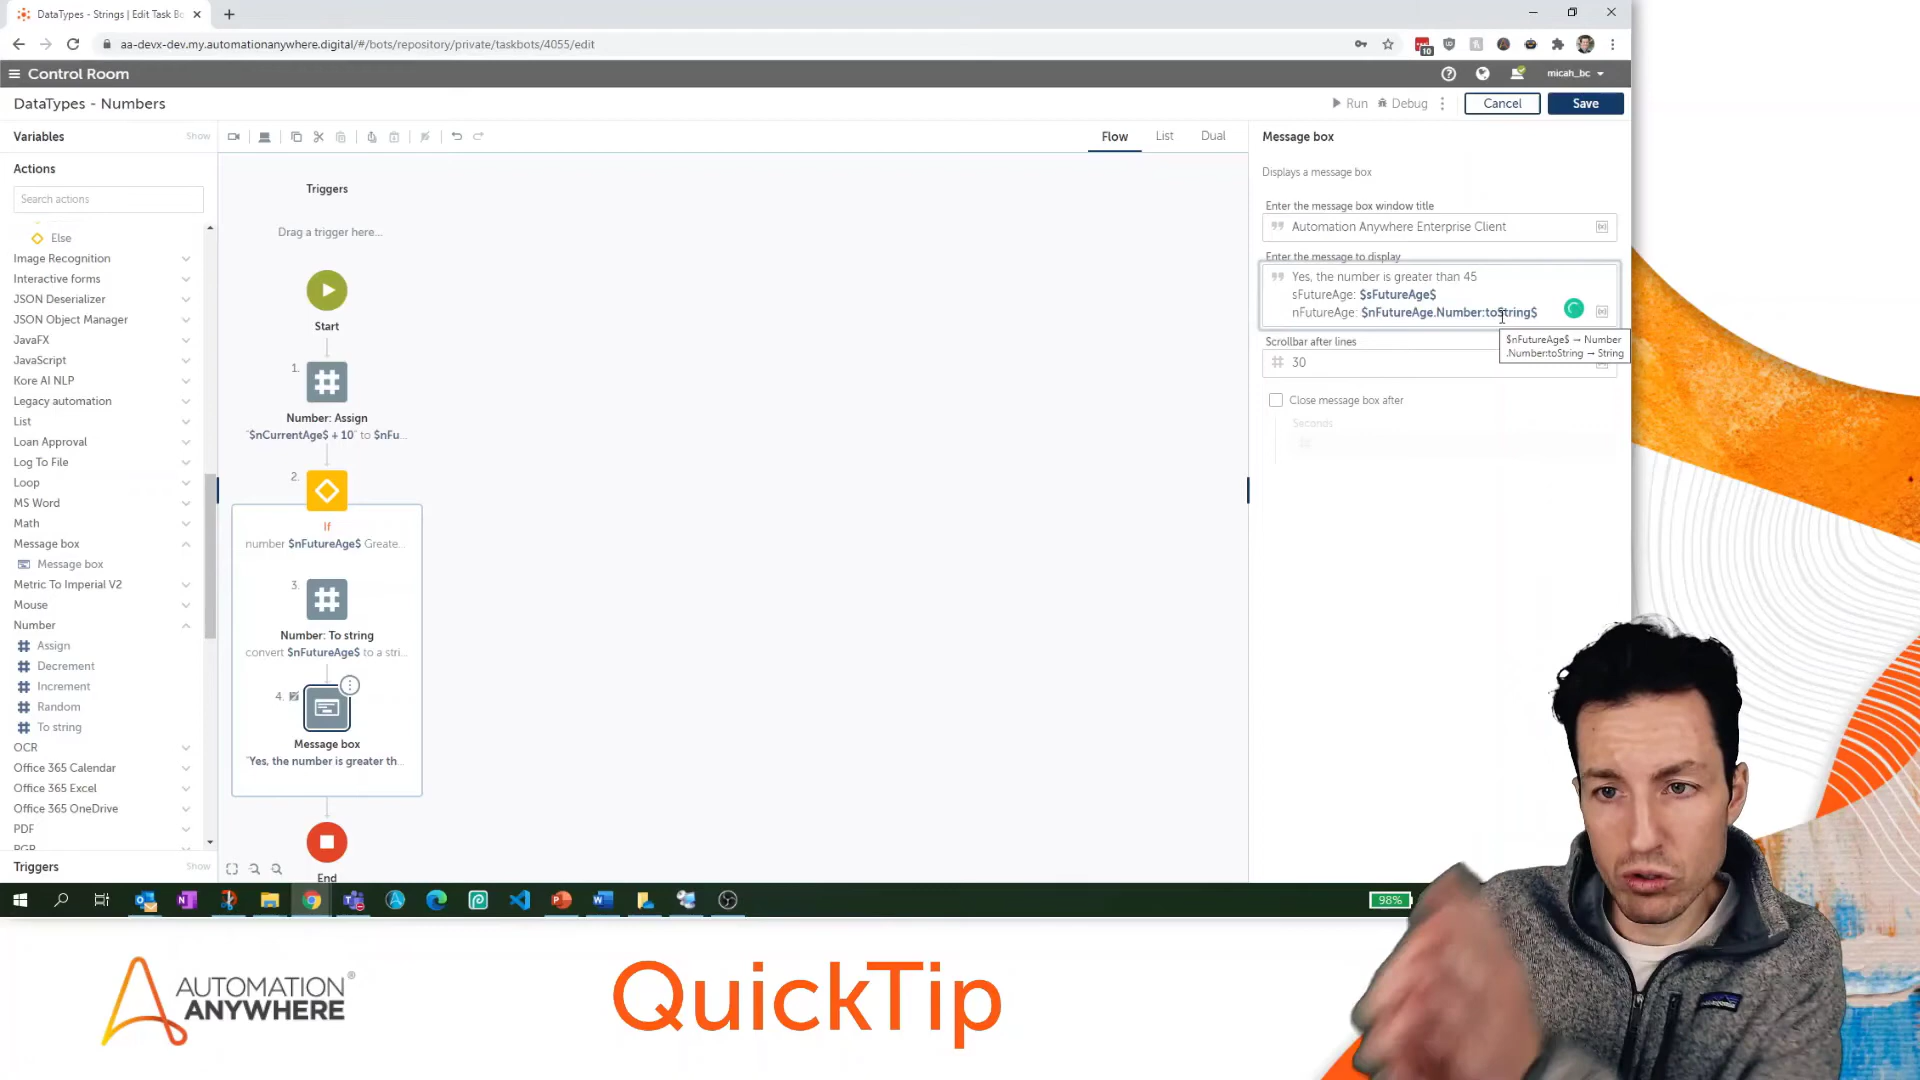 DataTypes - Strings | Edit Task Bo
aa-devx-dev.my.automationanywhere.digital/#/bots/repository/private/taskbots/4055/edit
10
Control Room
micah_bc
DataTypes - Numbers
Run
Debug
Cancel
Save
Variables
Show
Flow
List
Dual
Message box
Actions
Search actions
Else
Image Recognition
Interactive forms
JSON Deserializer
JSON Object Manager
JavaFX
JavaScript
Kore AI NLP
Legacy automation
List
Loan Approval
Log To File
Loop
MS Word
Math
Message box
Message box
Metric To Imperial V2
Mouse
Number
Assign
Decrement
Increment
Random
To string
OCR
Office 365 Calendar
Office 365 Excel
Office 365 OneDrive
PDF
PGP
Triggers
Show
Triggers
Drag a trigger here...
Start
1.
Number: Assign
"$nCurrentAge$ + 10" to $nFu...
2.
If
number $nFutureAge$ Greate...
3.
Number: To string
convert $nFutureAge$ to a stri...
4.
Message box
"Yes, the number is greater th...
End
Displays a message box
Enter the message box window title
Automation Anywhere Enterprise Client
Enter the message to display
Yes, the number is greater than 45
sFutureAge: $sFutureAge$
nFutureAge: $nFutureAge.Number:toString$
$nFutureAge$ → Number
.Number:toString → String
Scrollbar after lines
30
Close message box after
Seconds
98%
AUTOMATION
ANYWHERE®
QuickTip
patagonia